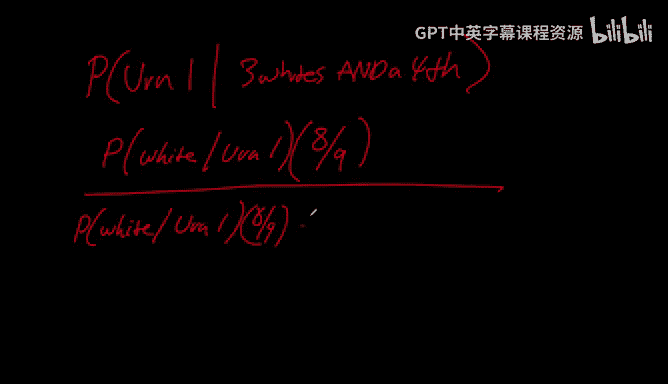 GPT中英字幕课程资源 bilibili
P(Urn 1 | 3 whites AND a 4th)
P(white / Urn 1)(8/9)
P(white / Urn 1)(8/9)